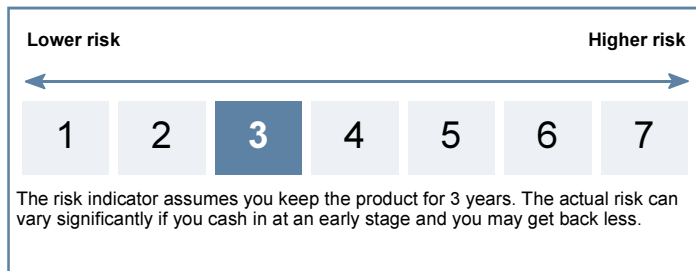 Lower risk Higher risk
1 2 3 4 5 6 7
The risk indicator assumes you keep the product for 3 years. The actual risk can
vary significantly if you cash in at an early stage and you may get back less.